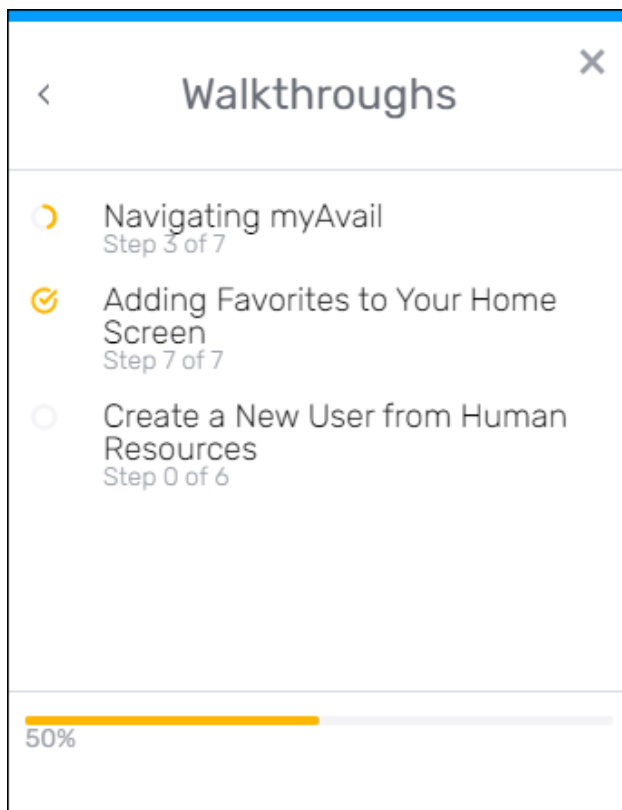 Walkthroughs
Navigating myAvail
Step 3 of 7
Adding Favorites to Your Home
Screen
Step 7 of 7
Create a New User from Human
Resources
Step 0 of 6
50%